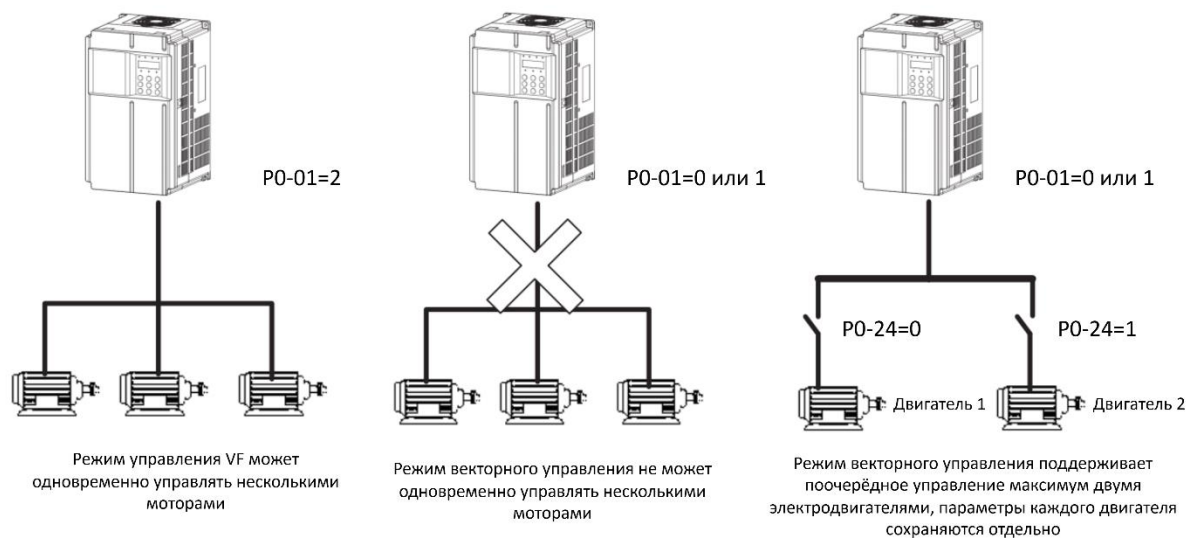 P0-01=2
P0-01=0 или 1
P0-01=0 или 1
P0-24=0
P0-24=1
Двигатель 1
Двигатель 2
Режим управления VF может
одновременно управлять несколькими
моторами
Режим векторного управления не может
одновременно управлять несколькими
моторами
Режим векторного управления поддерживает
поочерёдное управление максимум двумя
электродвигателями, параметры каждого двигателя
сохраняются отдельно